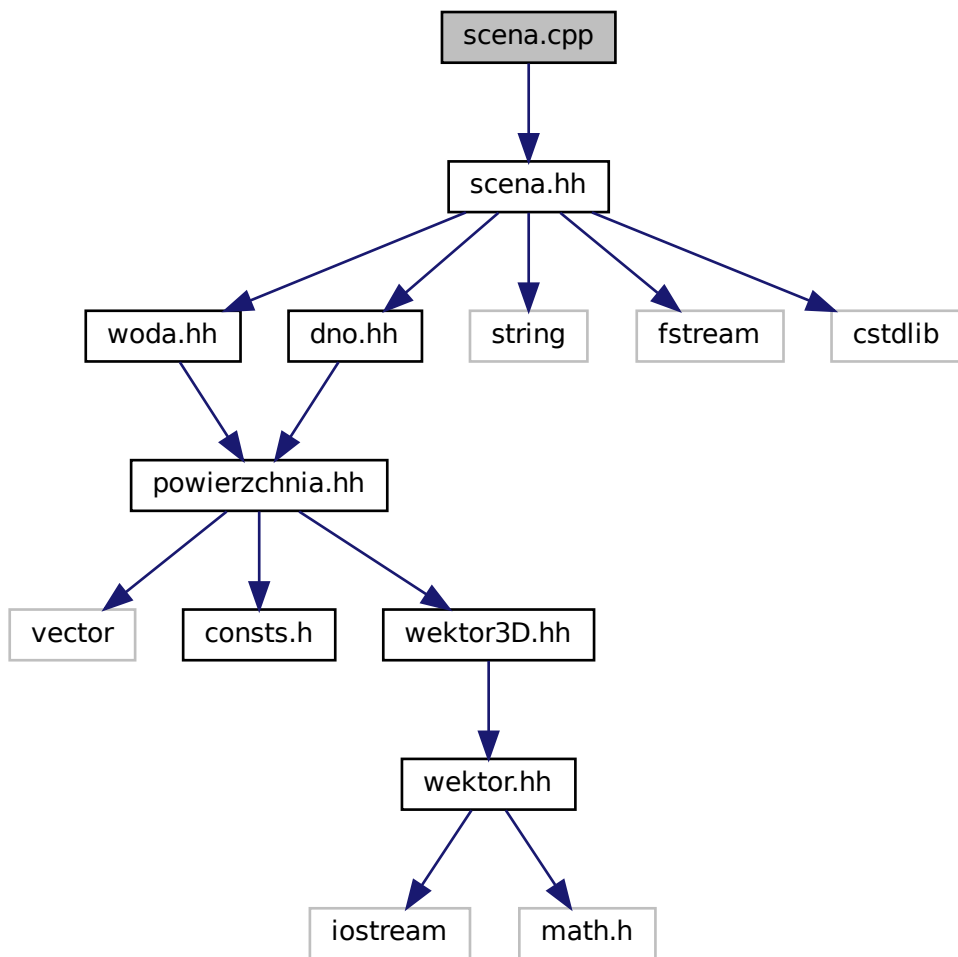 scena.cpp
scena.hh
woda.hh
dno.hh
string
fstream
cstdlib
powierzchnia.hh
vector
consts.h
wektor3D.hh
wektor.hh
iostream
math.h